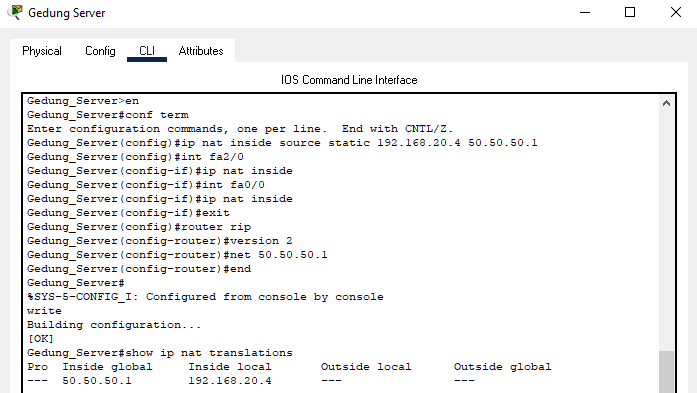 Gedung Server
Physical Config CLI Attributes
IOS Command Line Interface
Gedung_Server>en
Gedung_Server#conf term
Enter configuration commands, one per line.  End with CNTL/Z.
Gedung_Server(config)#ip nat inside source static 192.168.20.4 50.50.50.1
Gedung_Server(config)#int fa2/0
Gedung_Server(config-if)#ip nat inside
Gedung_Server(config-if)#int fa0/0
Gedung_Server(config-if)#ip nat inside
Gedung_Server(config-if)#exit
Gedung_Server(config)#router rip
Gedung_Server(config-router)#version 2
Gedung_Server(config-router)#net 50.50.50.1
Gedung_Server(config-router)#end
Gedung_Server#
%SYS-5-CONFIG_I: Configured from console by console
write
Building configuration...
[OK]
Gedung_Server#show ip nat translations
Pro  Inside global     Inside local       Outside local      Outside global
---  50.50.50.1        192.168.20.4       ---                ---